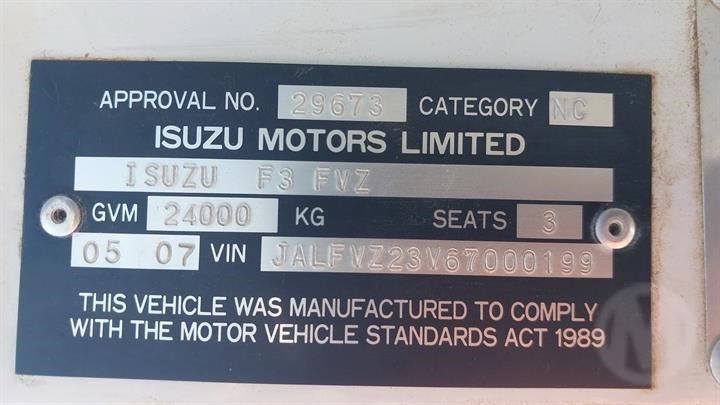 APPROVAL NO. 29673 CATEGORY NC
ISUZU MOTORS LIMITED
ISUZU F3 FVZ
GVM 24000 KG SEATS 3
05 07 VIN JALFVZ23V67000199
THIS VEHICLE WAS MANUFACTURED TO COMPLY
WITH THE MOTOR VEHICLE STANDARDS ACT 1989